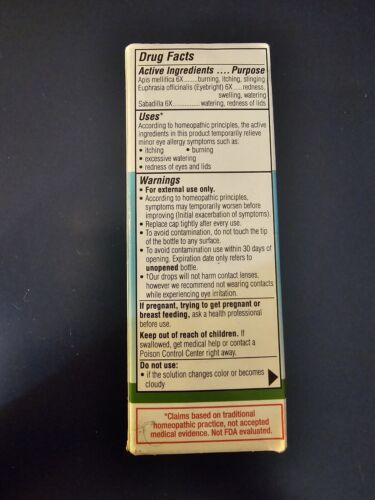 Drug Facts
Active Ingredients .... Purpose
Apis mellifica 6X.......burning, itching, stinging
Euphrasia officinalis (Eyebright) 6X ....redness,
swelling, watering
Sabadilla 6X.............. watering, redness of lids
Uses*
According to homeopathic principles, the active
ingredients in this product temporarily relieve
minor eye allergy symptoms such as:
• itching • burning
• excessive watering
• redness of eyes and lids
Warnings
• For external use only.
• According to homeopathic principles,
symptoms may temporarily worsen before
improving (Initial exacerbation of symptoms).
• Replace cap tightly after every use.
• To avoid contamination, do not touch the tip
of the bottle to any surface.
• To avoid contamination use within 30 days of
opening. Expiration date only refers to
unopened bottle.
• †Our drops will not harm contact lenses,
however we recommend not wearing contacts
while experiencing eye irritation.
If pregnant, trying to get pregnant or
breast feeding, ask a health professional
before use.
Keep out of reach of children. If
swallowed, get medical help or contact a
Poison Control Center right away.
Do not use:
• if the solution changes color or becomes
cloudy
*Claims based on traditional
homeopathic practice, not accepted
medical evidence. Not FDA evaluated.